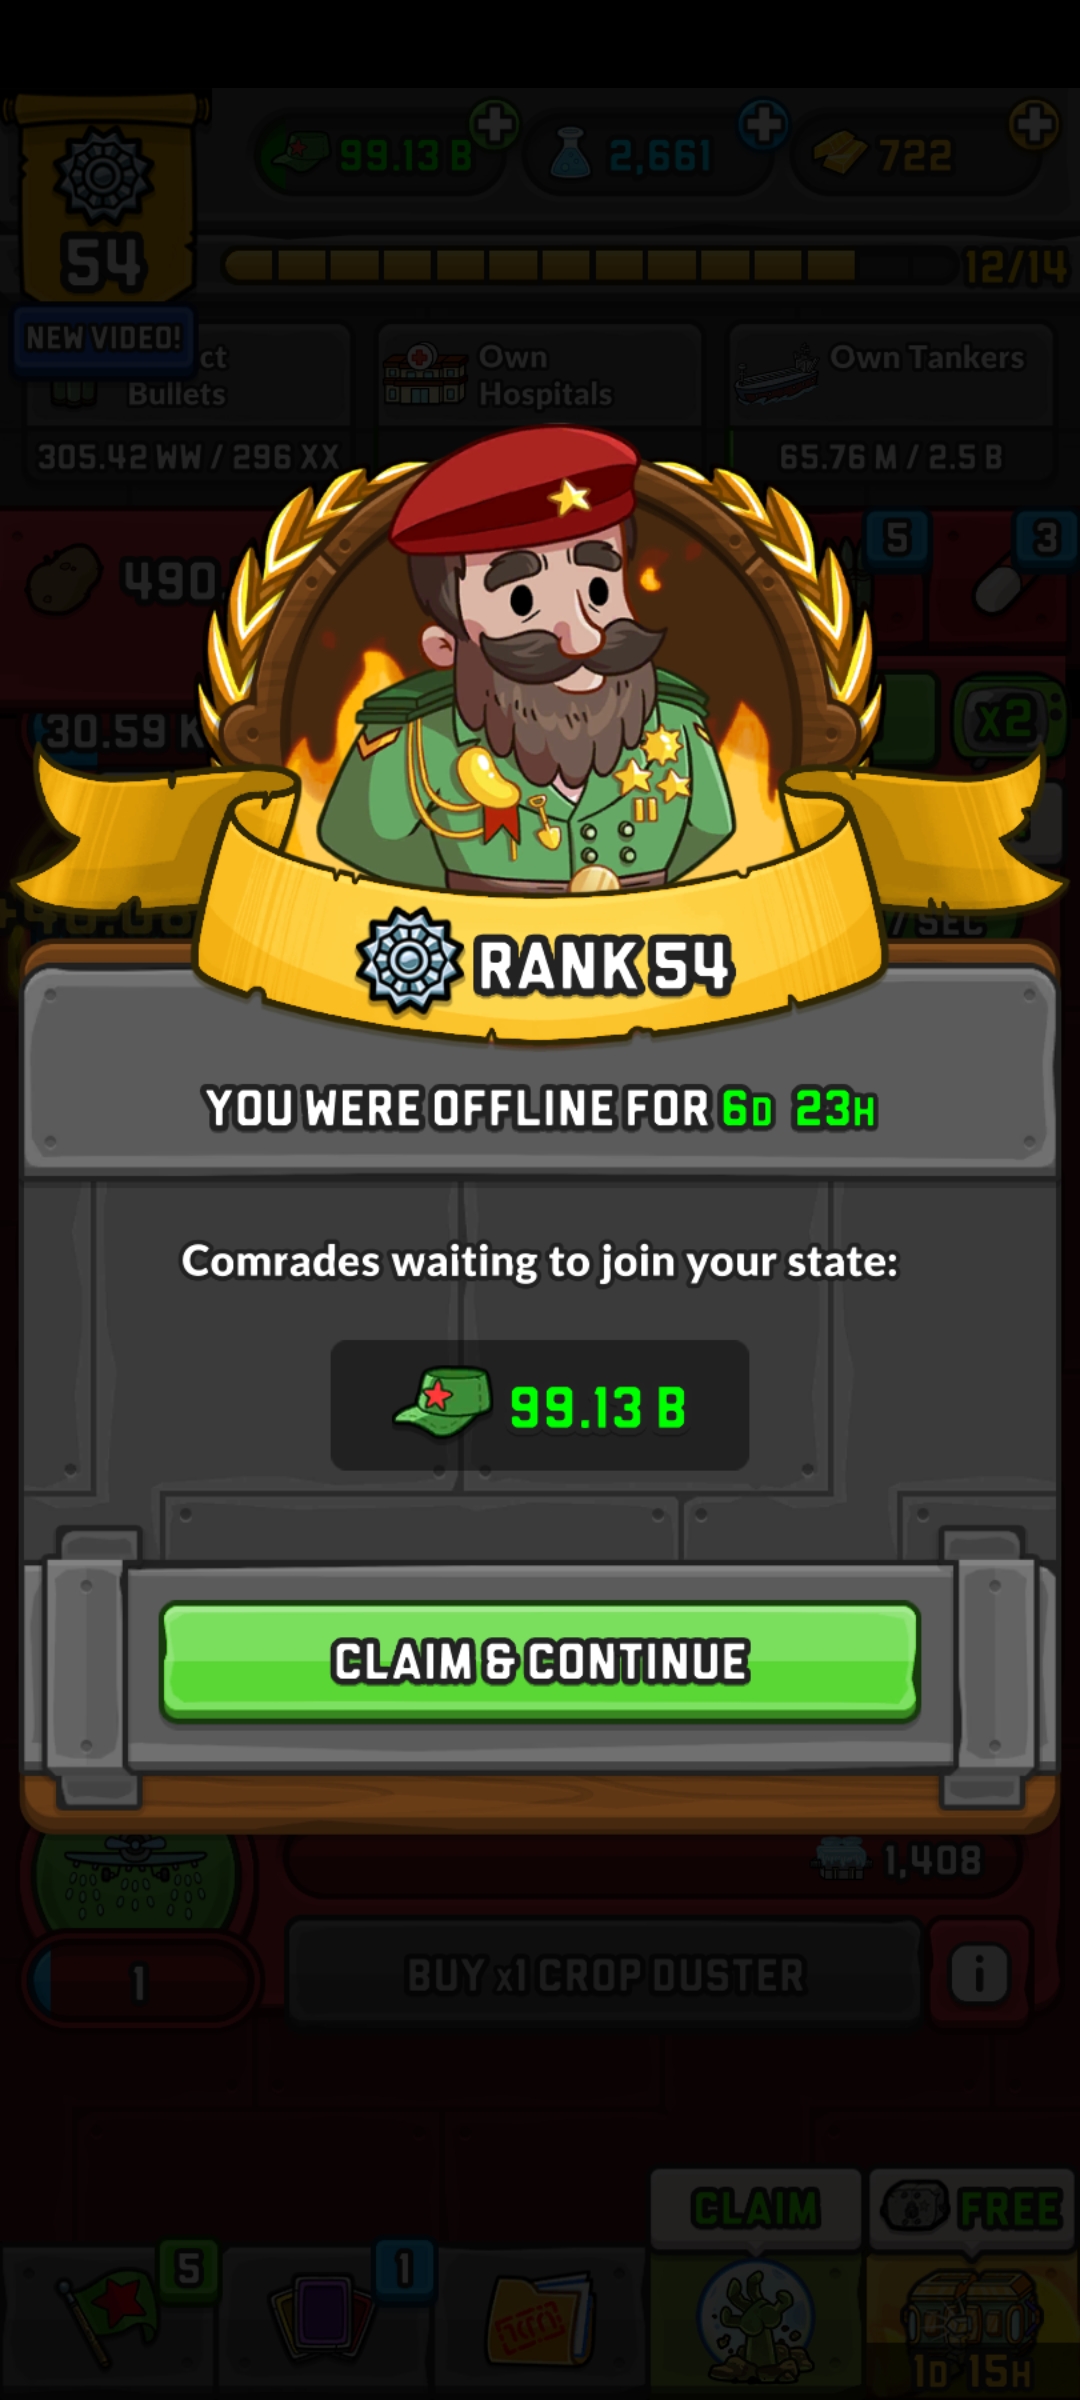 99.13 B
2,661
722
54
12/14
NEW VIDEO!
ct
Bullets
Own
Hospitals
Own Tankers
305.42 WW / 296 XX
65.76 M / 2.5 B
490.
5
3
30.59 K
x2
/SEC
RANK 54
YOU WERE OFFLINE FOR 6D 23H
Comrades waiting to join your state:
99.13 B
CLAIM & CONTINUE
1,408
1
BUY x1 CROP DUSTER
i
CLAIM
FREE
5
1
1D 15H